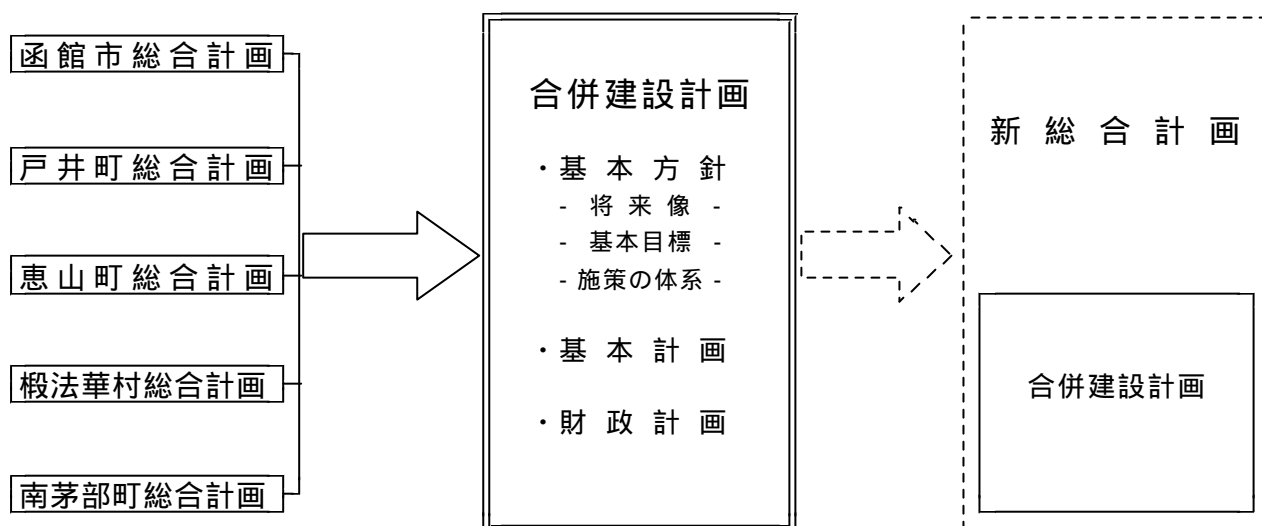 函館市総合計画
戸井町総合計画
恵山町総合計画
椴法華村総合計画
南茅部町総合計画
合併建設計画
・基本方針
- 将来像 -
- 基本目標 -
- 施策の体系 -
・基本計画
・財政計画
新総合計画
合併建設計画